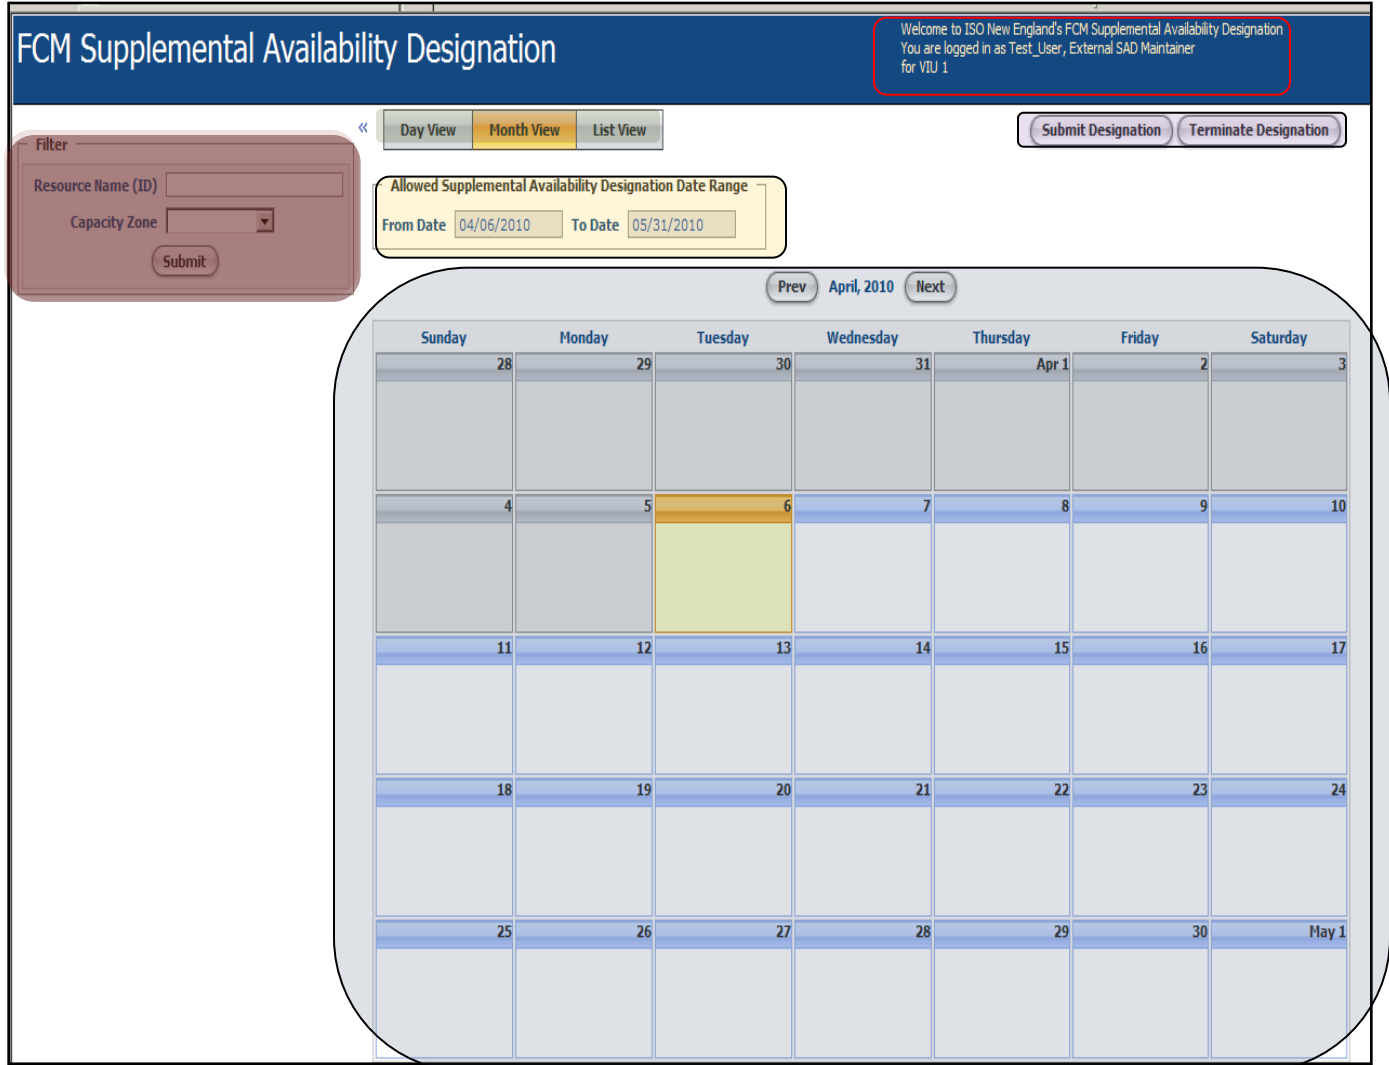 FCM Supplemental Availability Designation
Welcome to ISO New England's FCM Supplemental Availability Designation
You are logged in as Test_User, External SAD Maintainer
for VIU 1
Filter
Resource Name (ID)
Capacity Zone
Submit
«
Day View Month View List View
Submit Designation Terminate Designation
Allowed Supplemental Availability Designation Date Range
From Date 04/06/2010 To Date 05/31/2010
Prev April, 2010 Next
Sunday Monday Tuesday Wednesday Thursday Friday Saturday
28 29 30 31 Apr 1 2 3
4 5 6 7 8 9 10
11 12 13 14 15 16 17
18 19 20 21 22 23 24
25 26 27 28 29 30 May 1